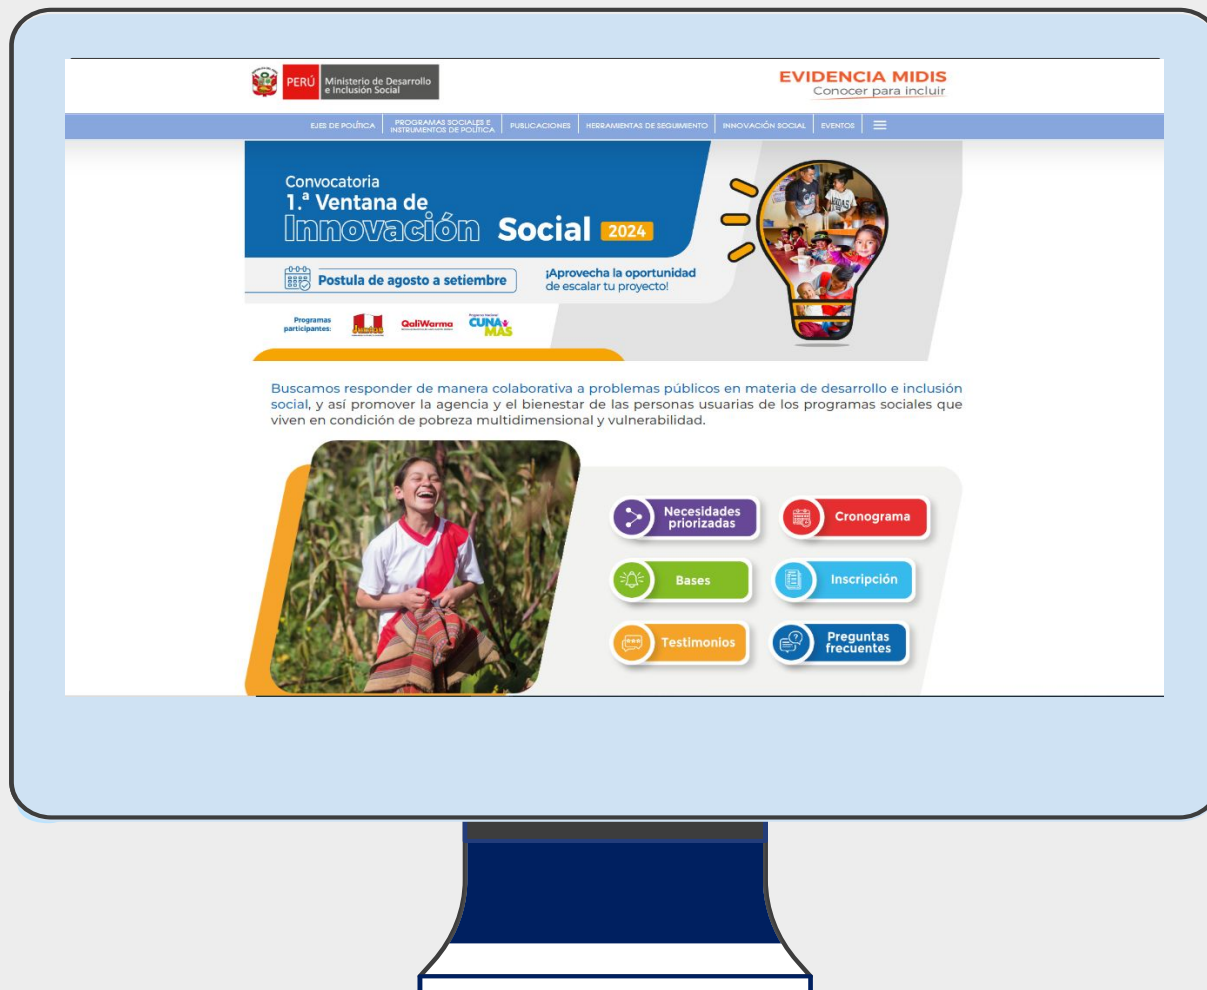 PERÚ
Ministerio de Desarrollo
e Inclusión Social
EVIDENCIA MIDIS
Conocer para incluir
EJES DE POLÍTICA
PROGRAMAS SOCIALES E
INSTRUMENTOS DE POLÍTICA
PUBLICACIONES
HERRAMIENTAS DE SEGUIMIENTO
INNOVACIÓN SOCIAL
EVENTOS
Convocatoria
1.ª Ventana de
Innovación Social 2024
Postula de agosto a setiembre
¡Aprovecha la oportunidad
de escalar tu proyecto!
Programas
participantes:
Juntos
QaliWarma
CUNA
MÁS
Buscamos responder de manera colaborativa a problemas públicos en materia de desarrollo e inclusión
social, y así promover la agencia y el bienestar de las personas usuarias de los programas sociales que
viven en condición de pobreza multidimensional y vulnerabilidad.
Necesidades
priorizadas
Cronograma
Bases
Inscripción
Testimonios
Preguntas
frecuentes